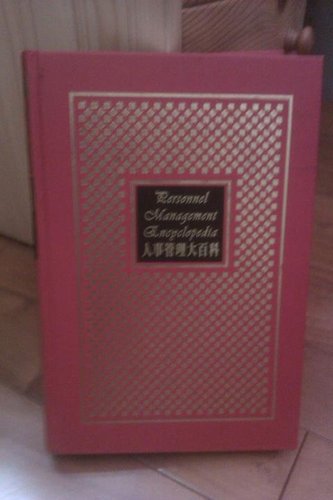 Personnel
Management
Encyclopedia
人事管理大百科